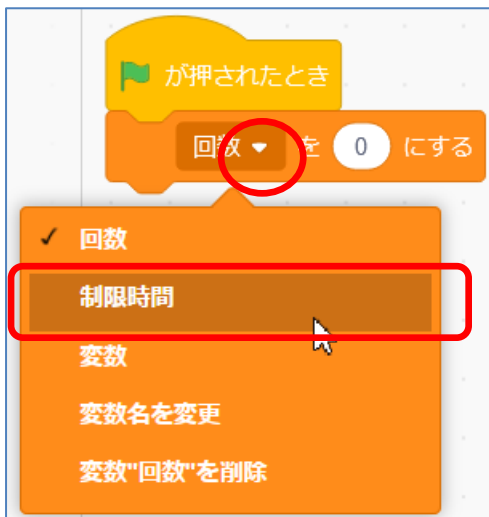 が押されたとき
回数 を 0 にする
回数
制限時間
変数
変数名を変更
変数"回数"を削除